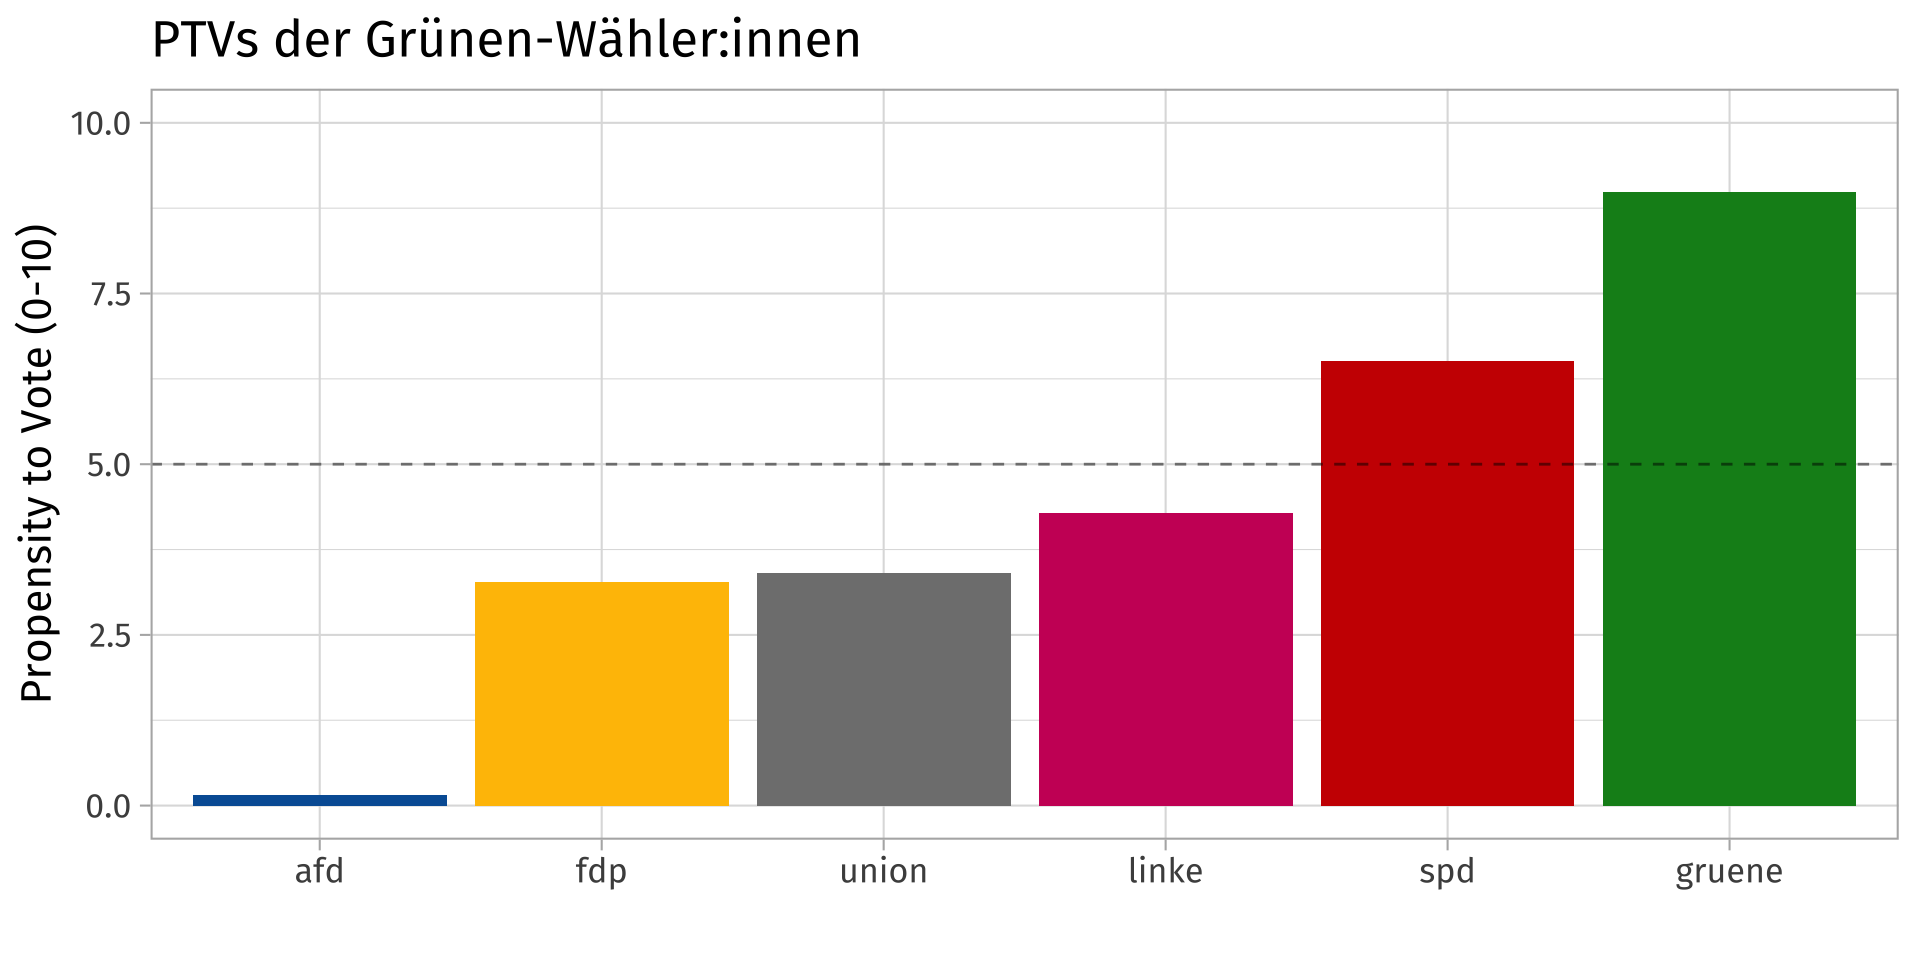 PTVs der Grünen-Wähler:innen
Propensity to Vote (0-10)
10.0
7.5
5.0
2.5
0.0
afd fdp union linke spd gruene